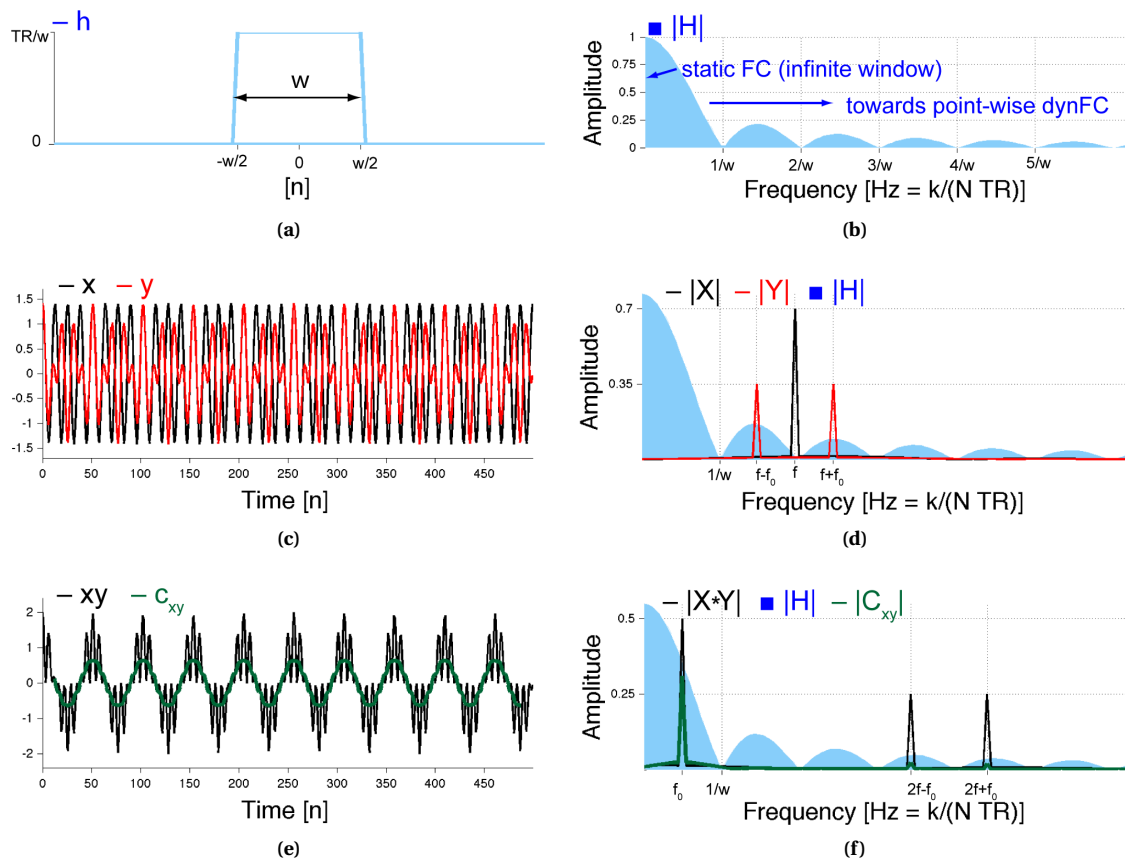 – h
TR/w
w
0
-w/2 0 w/2
[n]
(a)
■ |H|
1
0.75
0.5
0.25
0
Amplitude
static FC (infinite window)
towards point-wise dynFC
1/w 2/w 3/w 4/w 5/w
Frequency [Hz = k/(N TR)]
(b)
– x – y
1.5
1
0.5
0
-0.5
-1
-1.5
0 50 100 150 200 250 300 350 400 450
Time [n]
(c)
– |X| – |Y| ■ |H|
0.7
0.35
Amplitude
1/w f-f₀ f f+f₀
Frequency [Hz = k/(N TR)]
(d)
– xy – c_xy
2
1
0
-1
-2
0 50 100 150 200 250 300 350 400 450
Time [n]
(e)
– |X*Y| ■ |H| – |C_xy|
0.5
0.25
Amplitude
f₀ 1/w 2f-f₀ 2f+f₀
Frequency [Hz = k/(N TR)]
(f)